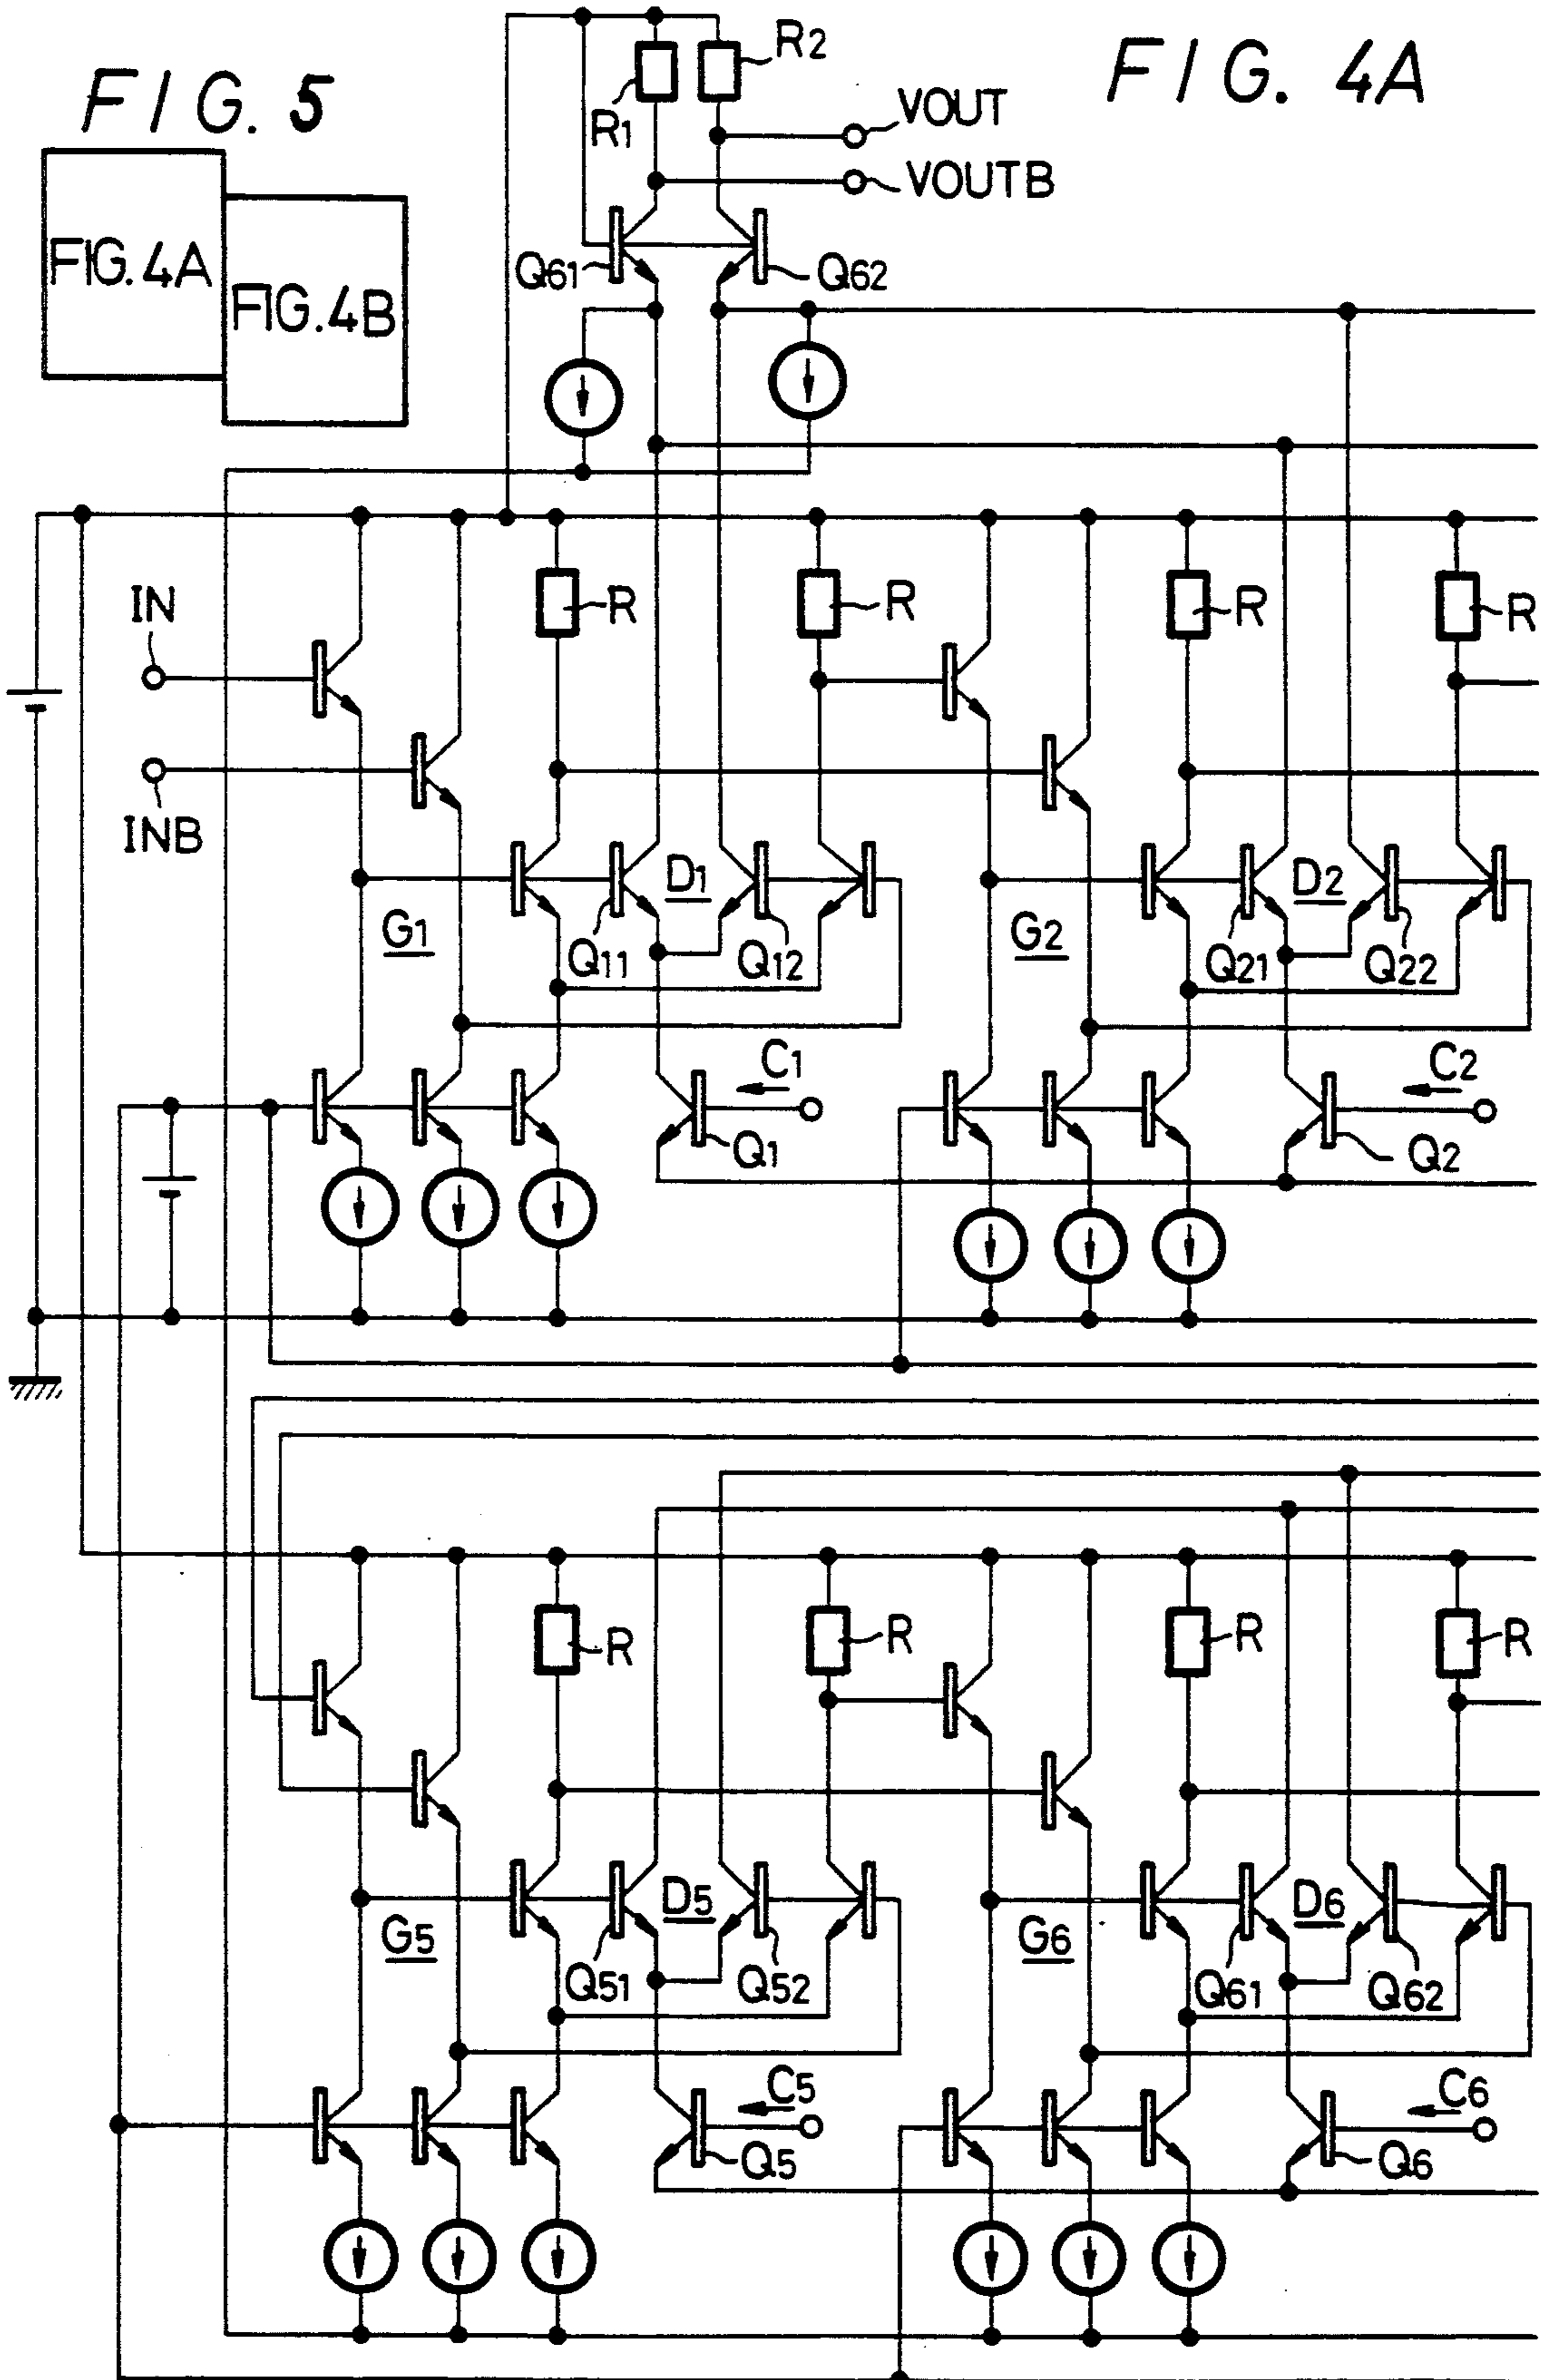 FIG. 5
FIG. 4A
R2
R1
VOUT
VOUTB
FIG.4A
FIG.4B
Q61
Q62
IN
R
R
R
R
INB
D1
D2
G1
Q11
Q12
G2
Q21
Q22
C1
C2
Q1
Q2
R
R
R
R
D5
D6
G5
Q51
Q52
G6
Q61
Q62
C5
C6
Q5
Q6